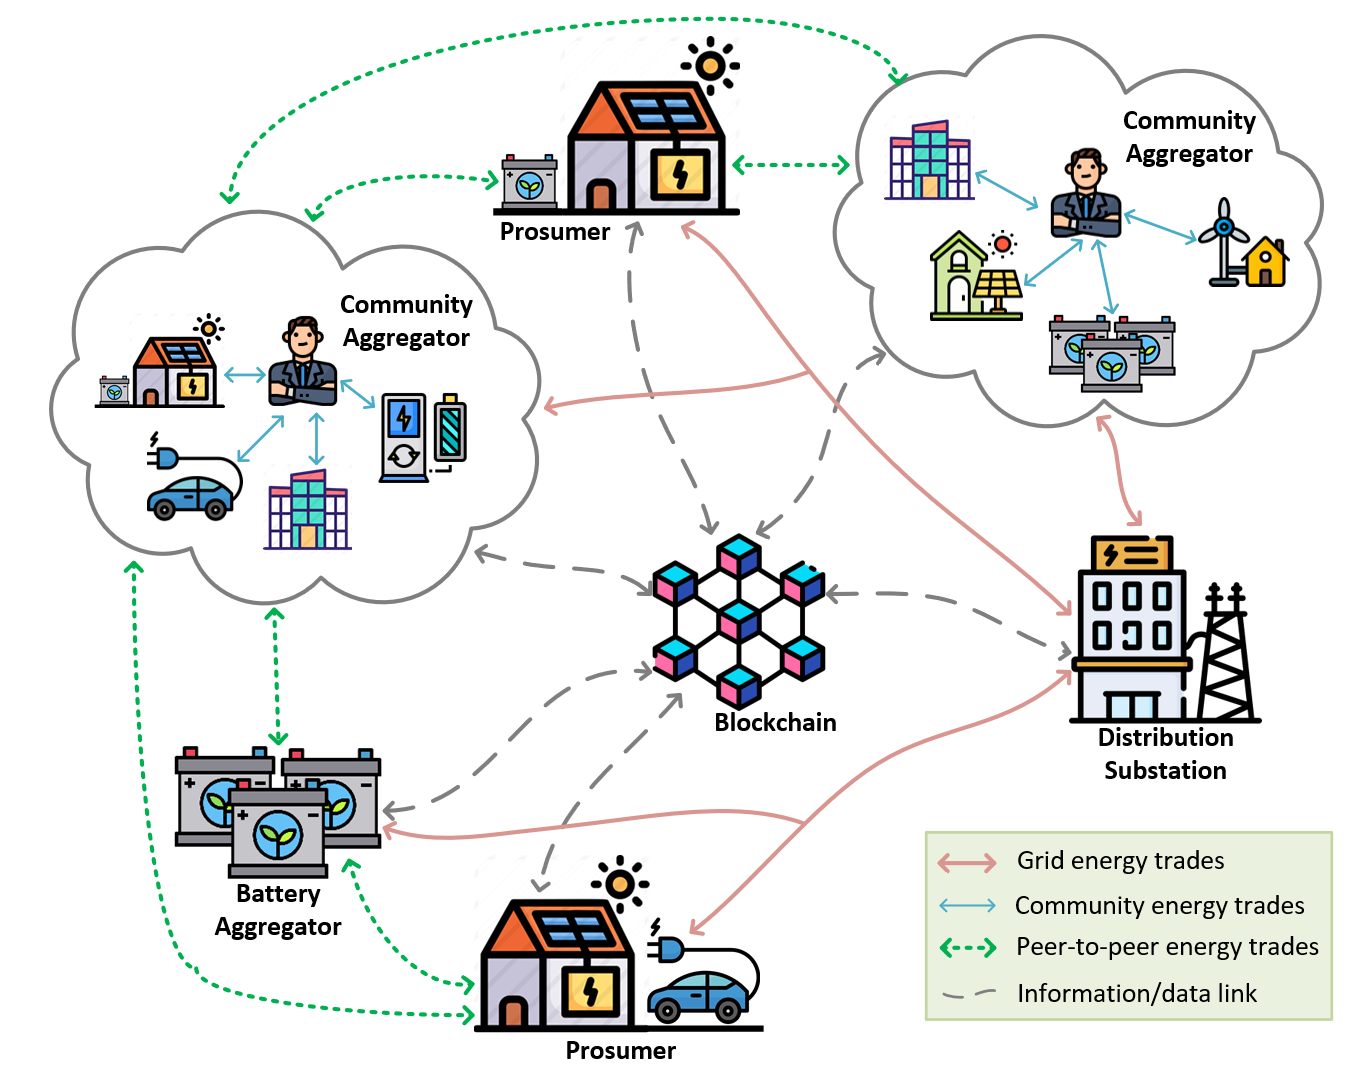 Community
Aggregator
Prosumer
Community
Aggregator
Blockchain
Distribution
Substation
Battery
Aggregator
Prosumer
Grid energy trades
Community energy trades
Peer-to-peer energy trades
Information/data link